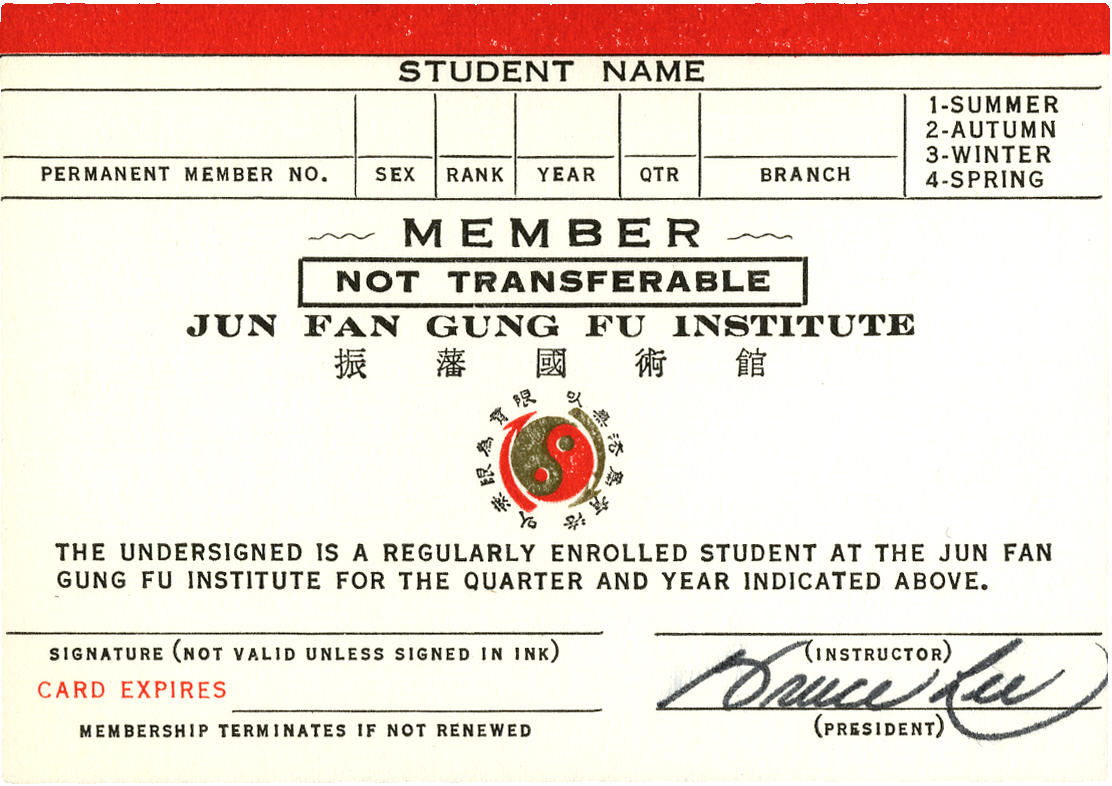 STUDENT NAME
1-SUMMER
2-AUTUMN
3-WINTER
4-SPRING
PERMANENT MEMBER NO. SEX RANK YEAR QTR BRANCH
MEMBER
NOT TRANSFERABLE
JUN FAN GUNG FU INSTITUTE
振藩國術館
以無法為有法
以無限為有限
THE UNDERSIGNED IS A REGULARLY ENROLLED STUDENT AT THE JUN FAN
GUNG FU INSTITUTE FOR THE QUARTER AND YEAR INDICATED ABOVE.
SIGNATURE (NOT VALID UNLESS SIGNED IN INK)
(INSTRUCTOR)
CARD EXPIRES
Bruce Lee
MEMBERSHIP TERMINATES IF NOT RENEWED
(PRESIDENT)